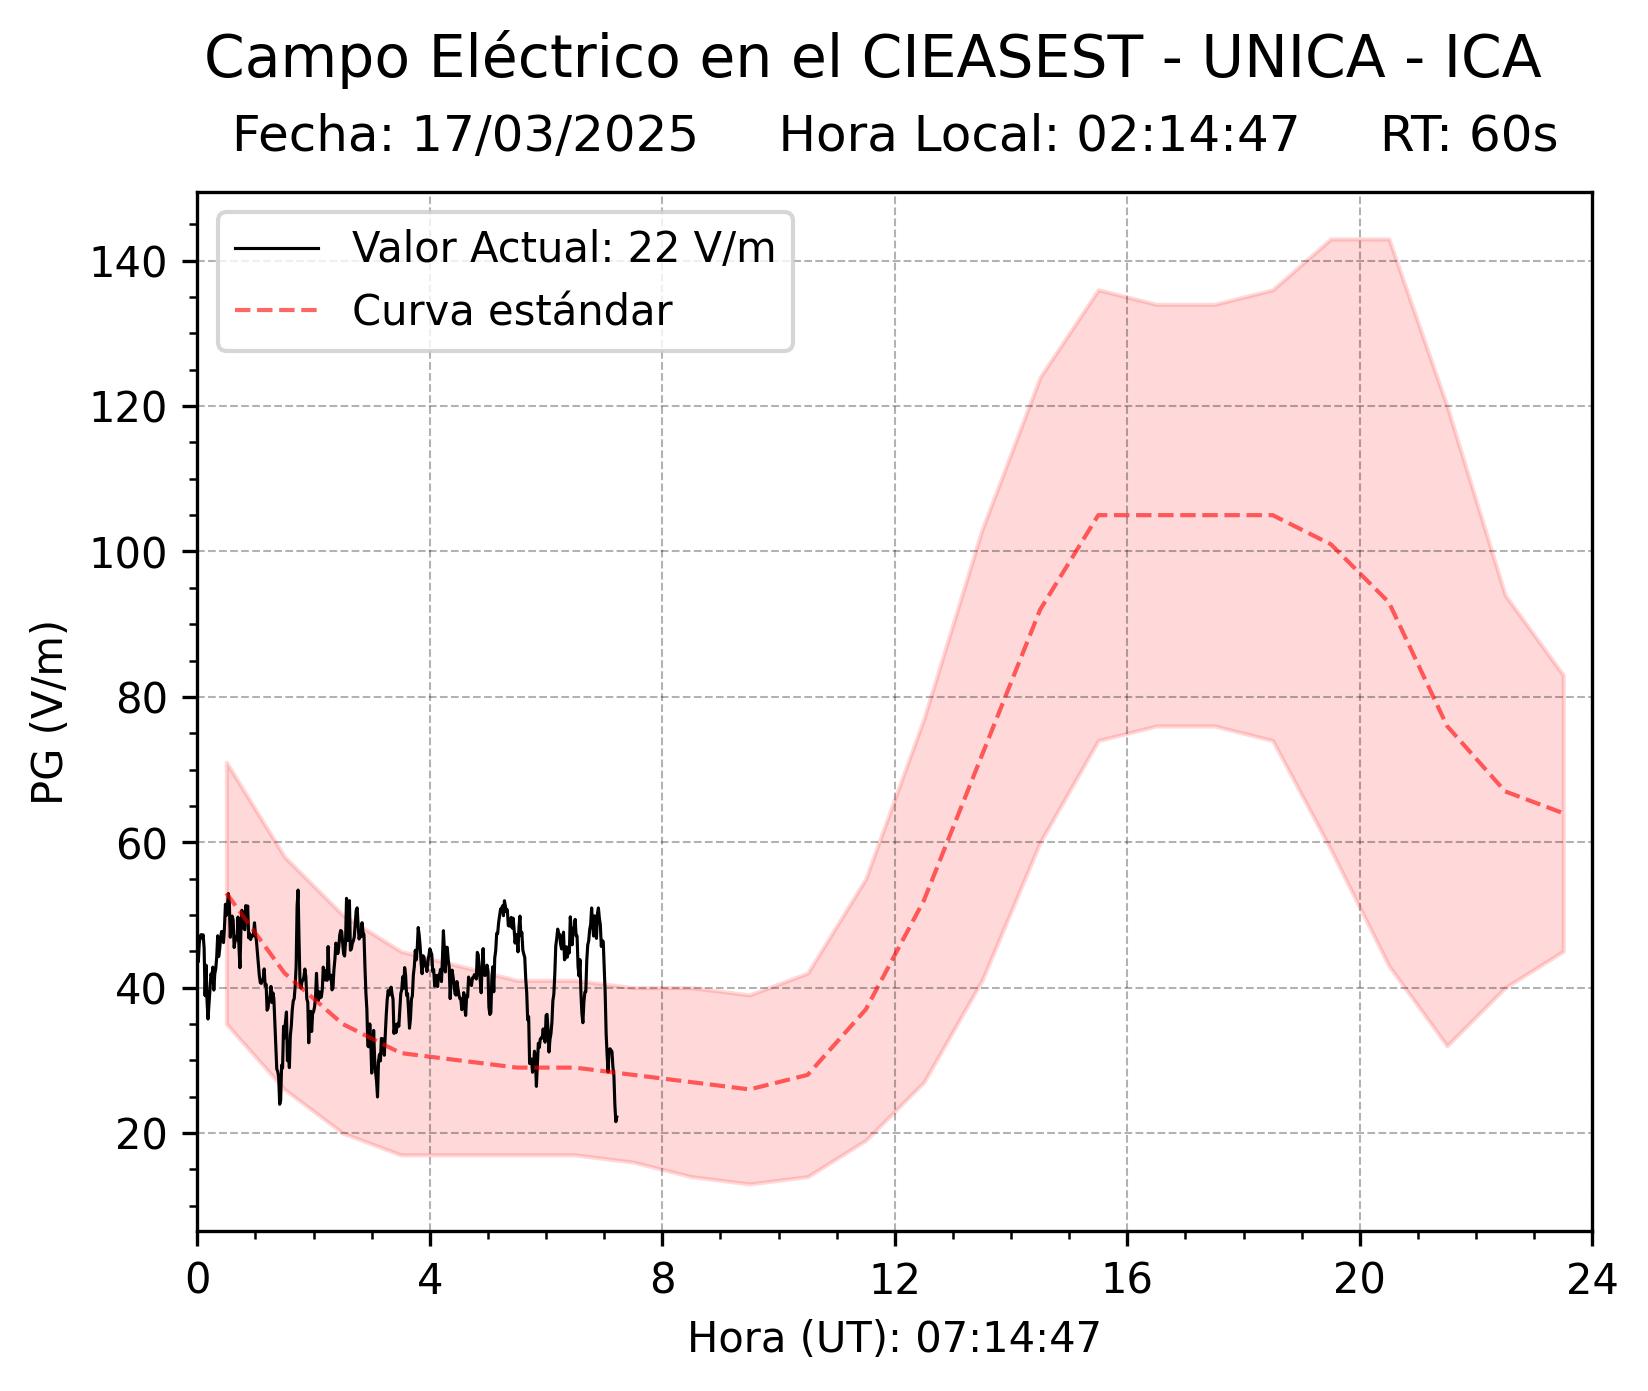 Campo Eléctrico en el CIEASEST - UNICA - ICA
Fecha: 17/03/2025 Hora Local: 02:14:47 RT: 60s
Valor Actual: 22 V/m
Curva estándar
140
120
100
80
60
40
20
PG (V/m)
0 4 8 12 16 20 24
Hora (UT): 07:14:47